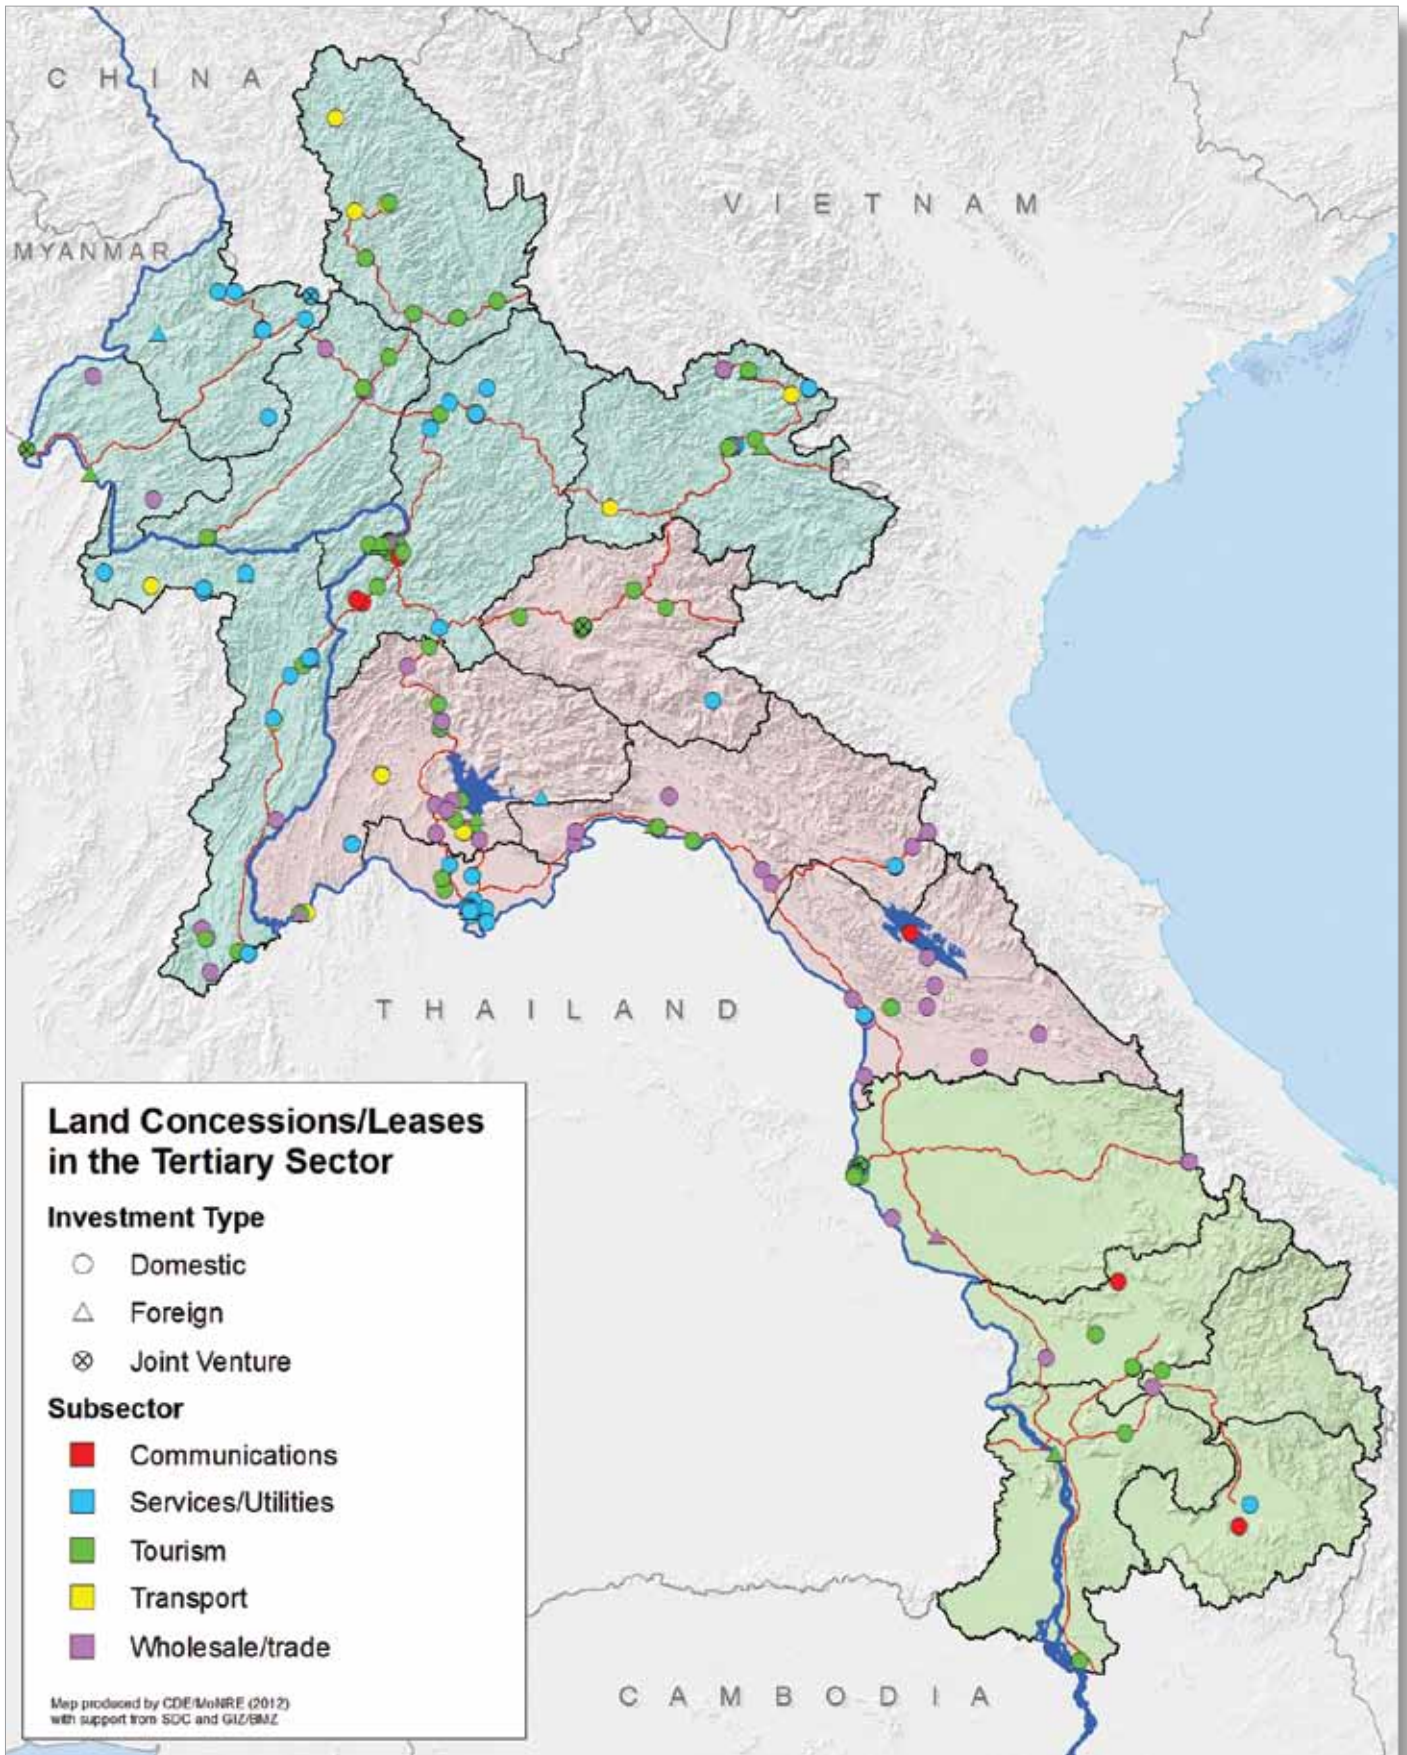 CHINA
VIETNAM
MYANMAR
THAILAND
Land Concessions/Leases
in the Tertiary Sector
Investment Type
Domestic
Foreign
Joint Venture
Subsector
Communications
Services/Utilities
Tourism
Transport
Wholesale/trade
Map produced by CDE/MoNRE (2012)
with support from SDC and GIZ/BMZ
CAMBODIA